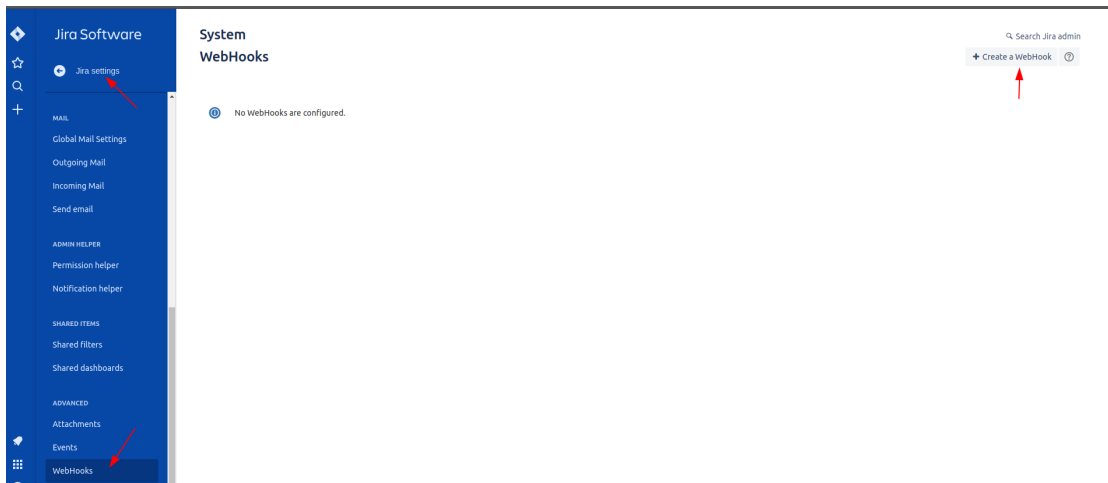 Jira Software
Jira settings
MAIL
Global Mail Settings
Outgoing Mail
Incoming Mail
Send email
ADMIN HELPER
Permission helper
Notification helper
SHARED ITEMS
Shared filters
Shared dashboards
ADVANCED
Attachments
Events
WebHooks
System
WebHooks
Search Jira admin
+ Create a WebHook ?
No WebHooks are configured.